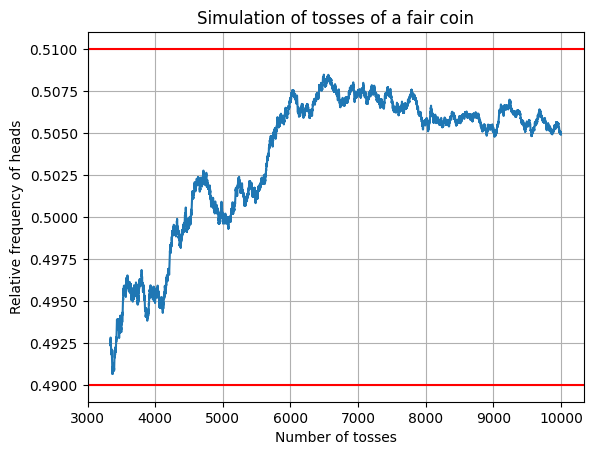 Simulation of tosses of a fair coin
Relative frequency of heads
0.5100
0.5075
0.5050
0.5025
0.5000
0.4975
0.4950
0.4925
0.4900
3000 4000 5000 6000 7000 8000 9000 10000
Number of tosses